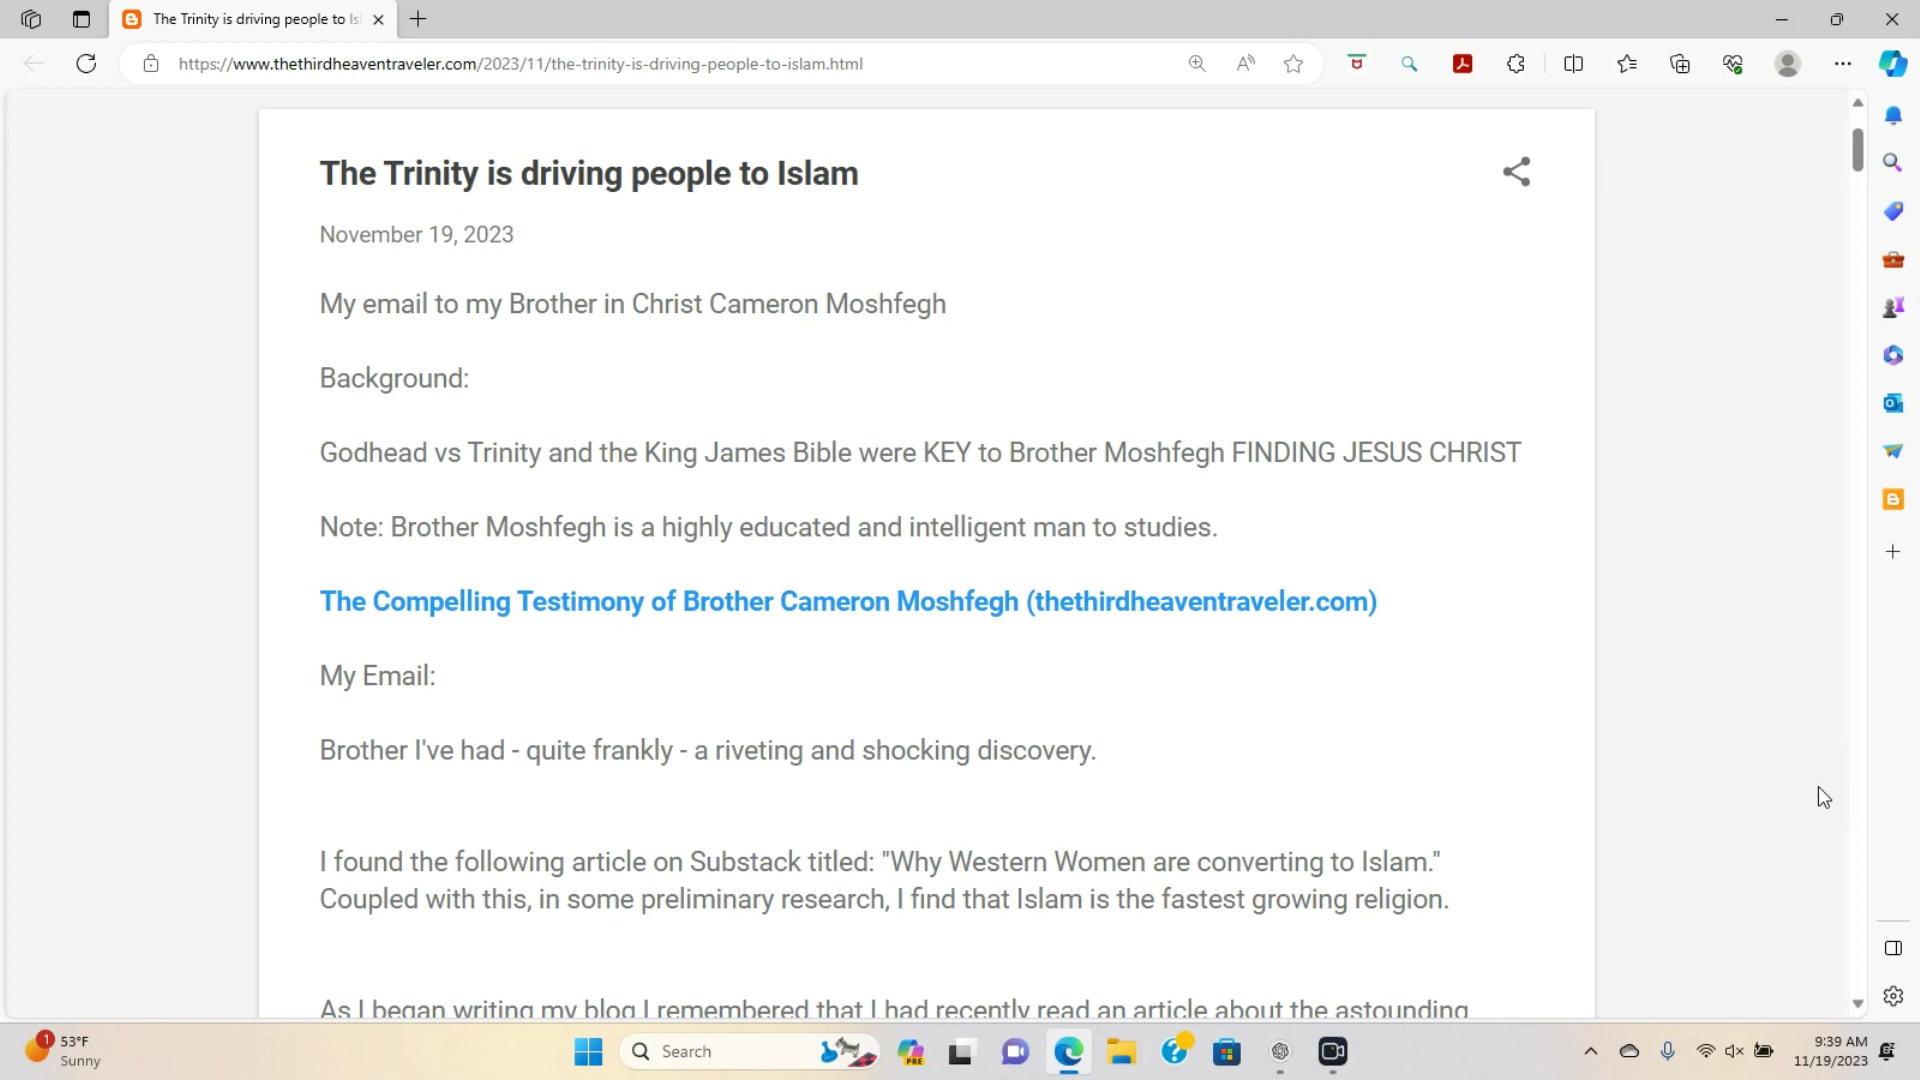 The Trinity is driving people to Isl
https://www.thethirdheaventraveler.com/2023/11/the-trinity-is-driving-people-to-islam.html
The Trinity is driving people to Islam
November 19, 2023
My email to my Brother in Christ Cameron Moshfegh
Background:
Godhead vs Trinity and the King James Bible were KEY to Brother Moshfegh FINDING JESUS CHRIST
Note: Brother Moshfegh is a highly educated and intelligent man to studies.
The Compelling Testimony of Brother Cameron Moshfegh (thethirdheaventraveler.com)
My Email:
Brother I've had - quite frankly - a riveting and shocking discovery.
I found the following article on Substack titled: "Why Western Women are converting to Islam."
Coupled with this, in some preliminary research, I find that Islam is the fastest growing religion.
As I began writing my blog I remembered that I had recently read an article about the astounding
1
53°F
Sunny
Search
PRE
9:39 AM
11/19/2023